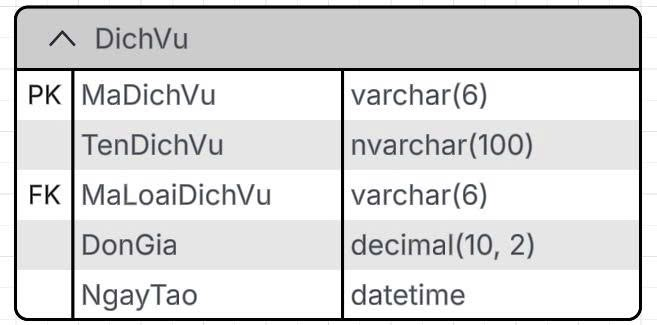 DichVu
PK MaDichVu varchar(6)
TenDichVu nvarchar(100)
FK MaLoaiDichVu varchar(6)
DonGia decimal(10, 2)
NgayTao datetime